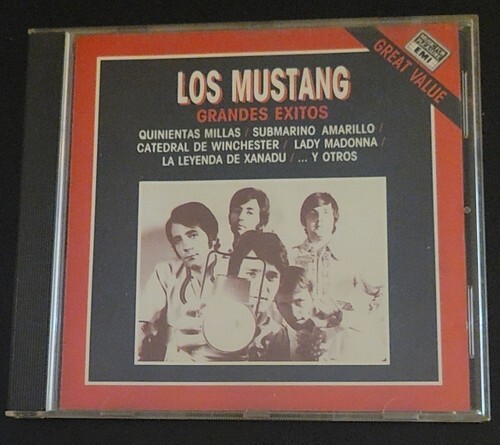 LOS MUSTANG
GRANDES EXITOS
QUINIENTAS MILLAS / SUBMARINO AMARILLO /
CATEDRAL DE WINCHESTER / LADY MADONNA /
LA LEYENDA DE XANADU / ... Y OTROS
EMI
GREAT VALUE